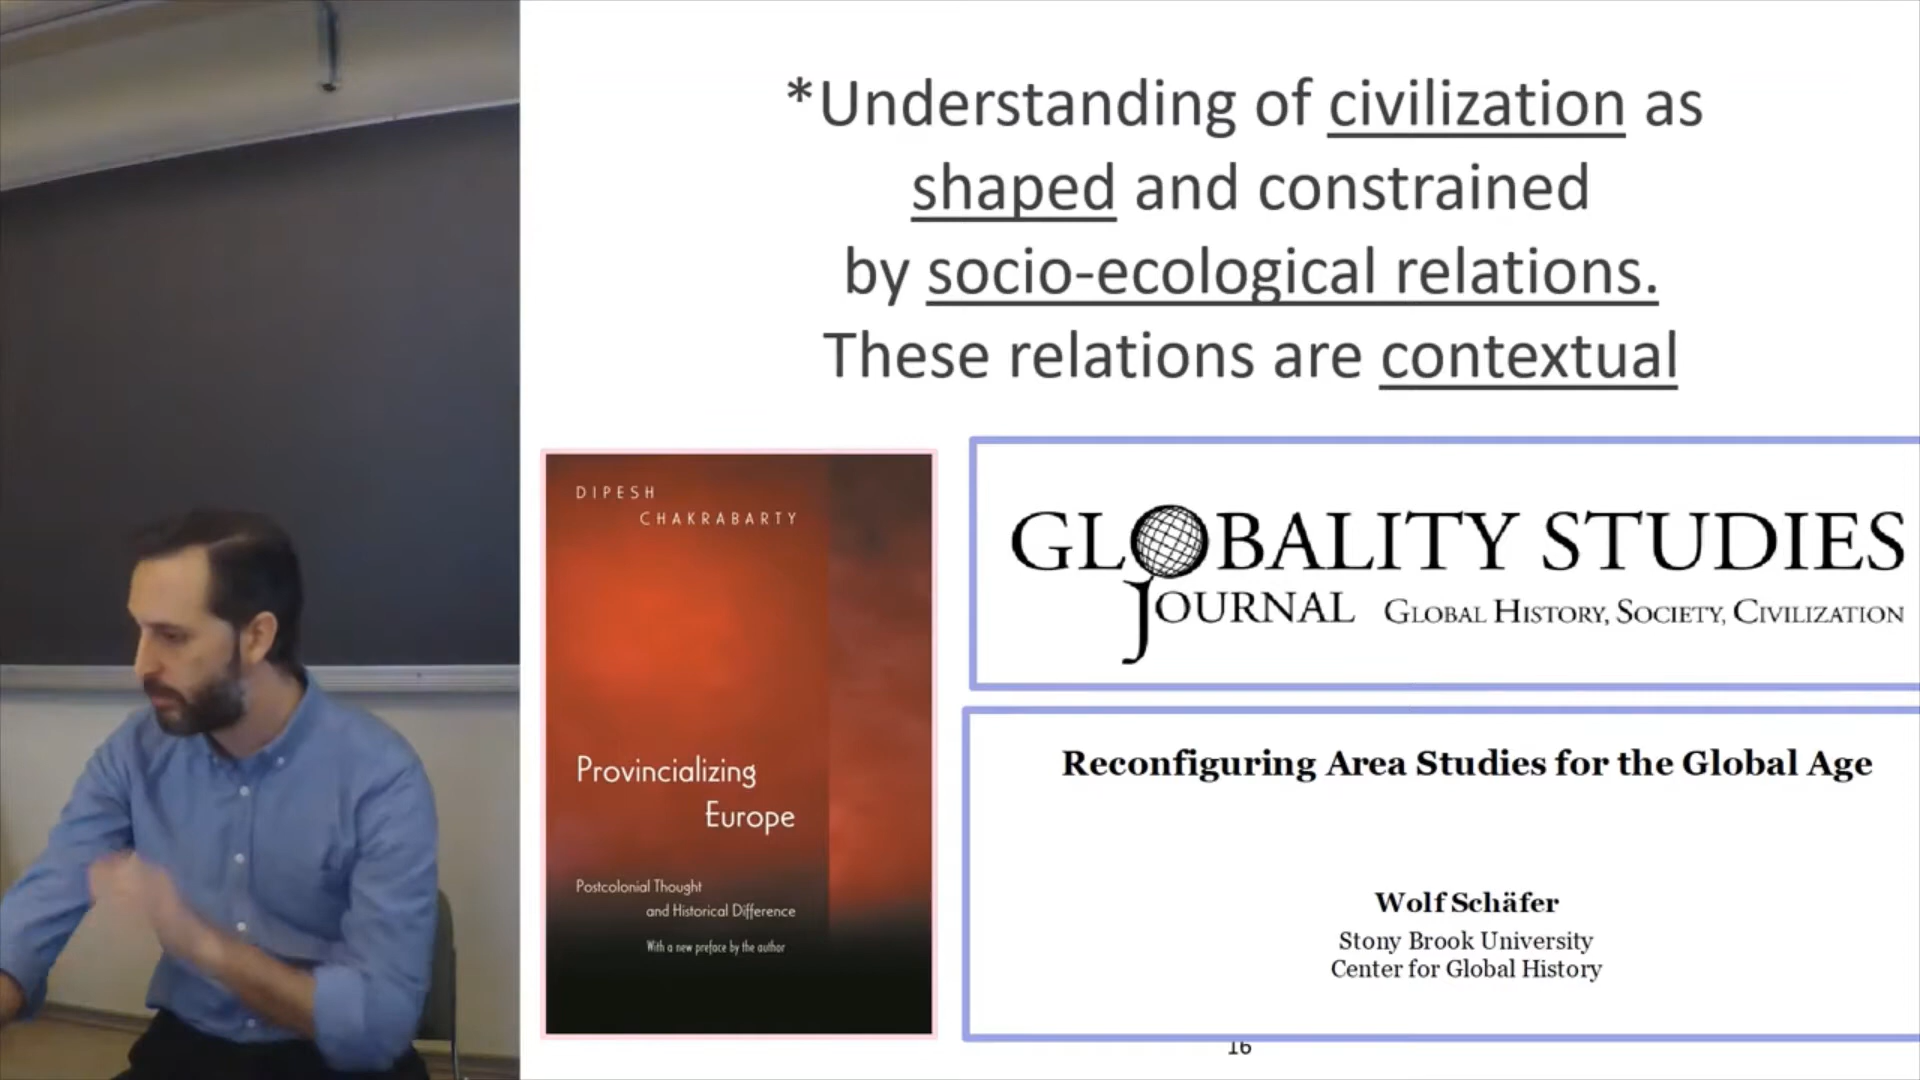 *Understanding of civilization as
shaped and constrained
by socio-ecological relations.
These relations are contextual
DIPESH
CHAKRABARTY
Provincializing
Europe
Postcolonial Thought
and Historical Difference
With a new preface by the author
GLOBALITY STUDIES
JOURNAL GLOBAL HISTORY, SOCIETY, CIVILIZATION
Reconfiguring Area Studies for the Global Age
Wolf Schäfer
Stony Brook University
Center for Global History
16